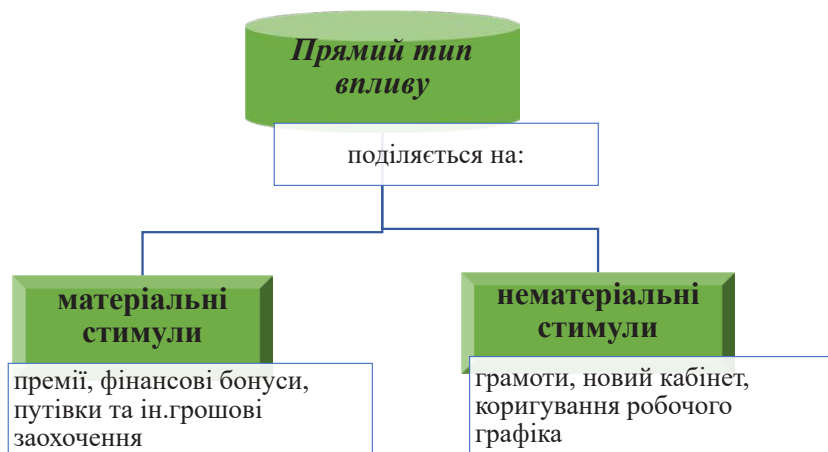 Прямий тип
впливу
поділяється на:
матеріальні
стимули
премії, фінансові бонуси,
путівки та ін.грошові
заохочення
нематеріальні
стимули
грамоти, новий кабінет,
коригування робочого
графіка